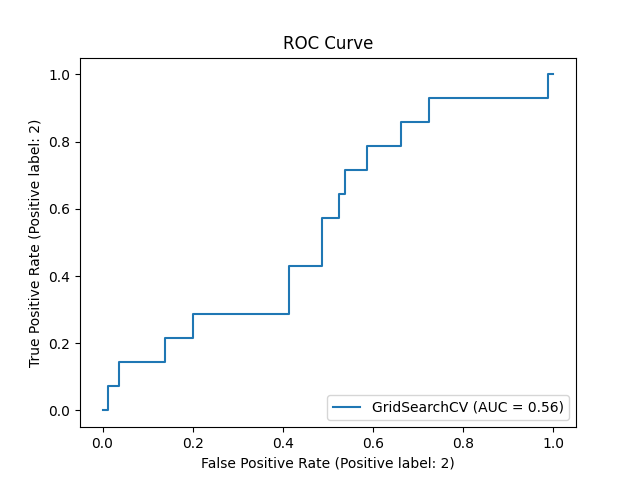 ROC Curve
1.0
0.8
0.6
0.4
0.2
0.0
True Positive Rate (Positive label: 2)
GridSearchCV (AUC = 0.56)
0.0 0.2 0.4 0.6 0.8 1.0
False Positive Rate (Positive label: 2)